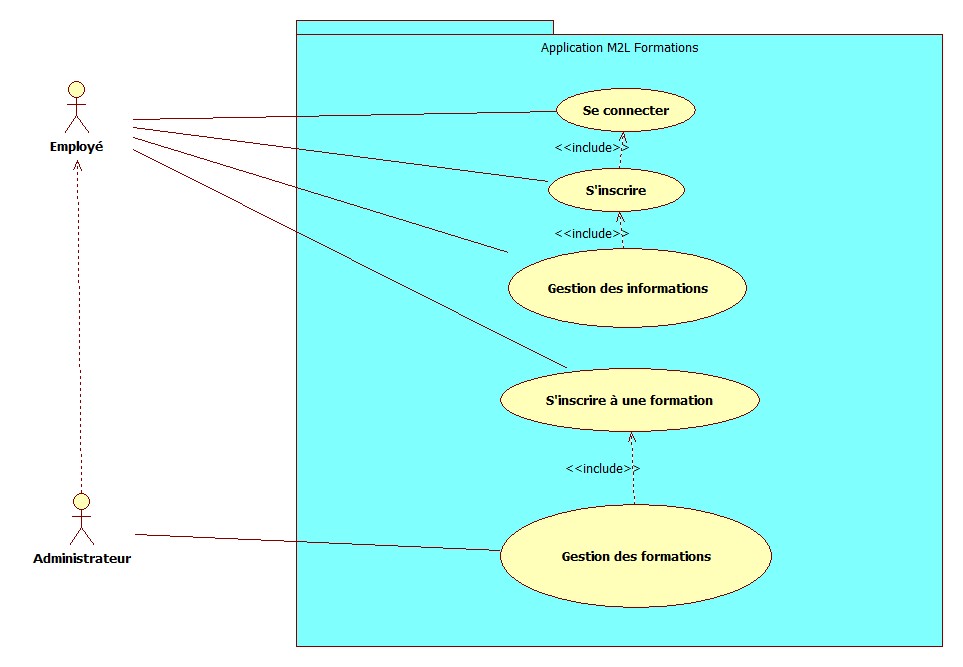 Application M2L Formations
Se connecter
Employé
<<include>>
S'inscrire
<<include>>
Gestion des informations
S'inscrire à une formation
<<include>>
Gestion des formations
Administrateur